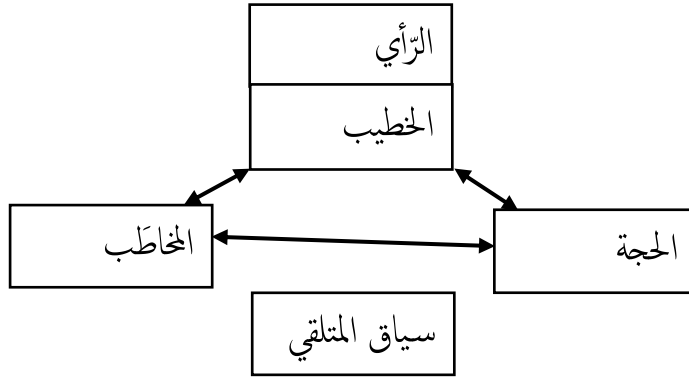 الرّأي
الخطيب
الحجة
المخاطَب
سياق المتلقي